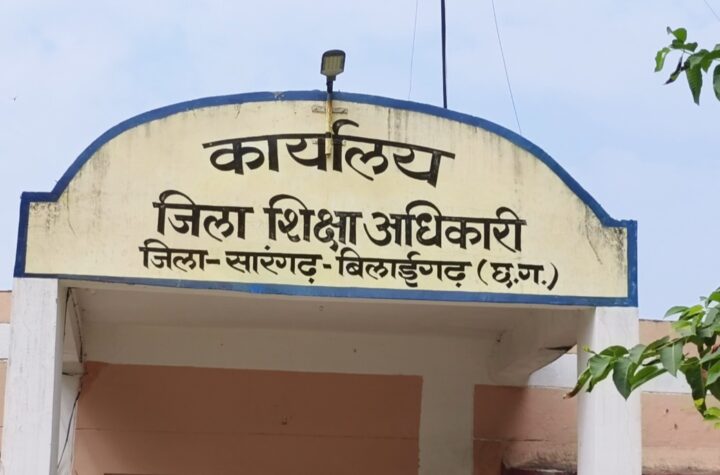 कार्यालय
जिला शिक्षा अधिकारी
जिला-सारंगढ़-बिलाईगढ़ (छ.ग.)